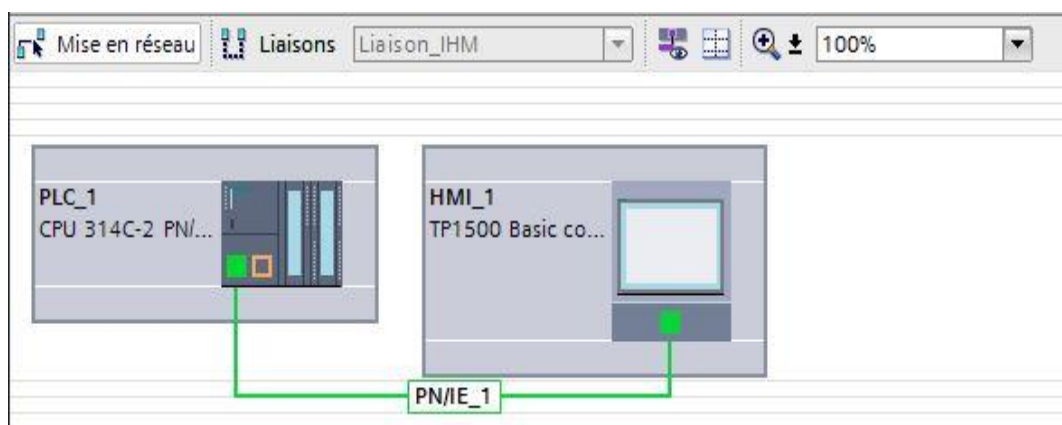 Mise en réseau Liaisons Liaison_IHM 100%
PLC_1
CPU 314C-2 PN/...
HMI_1
TP1500 Basic co...
PN/IE_1